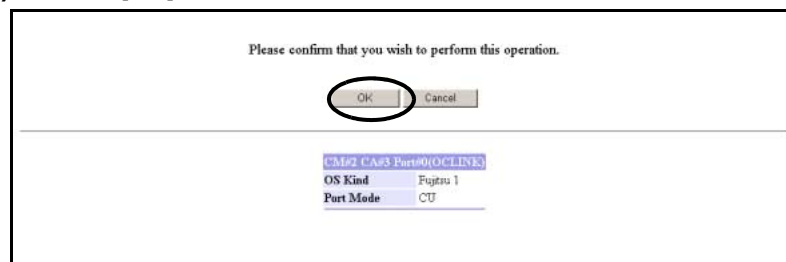 Please confirm that you wish to perform this operation.
OK Cancel
CM#2 CA#3 Port#0(OCLINK)
OS Kind Fujitsu 1
Port Mode CU